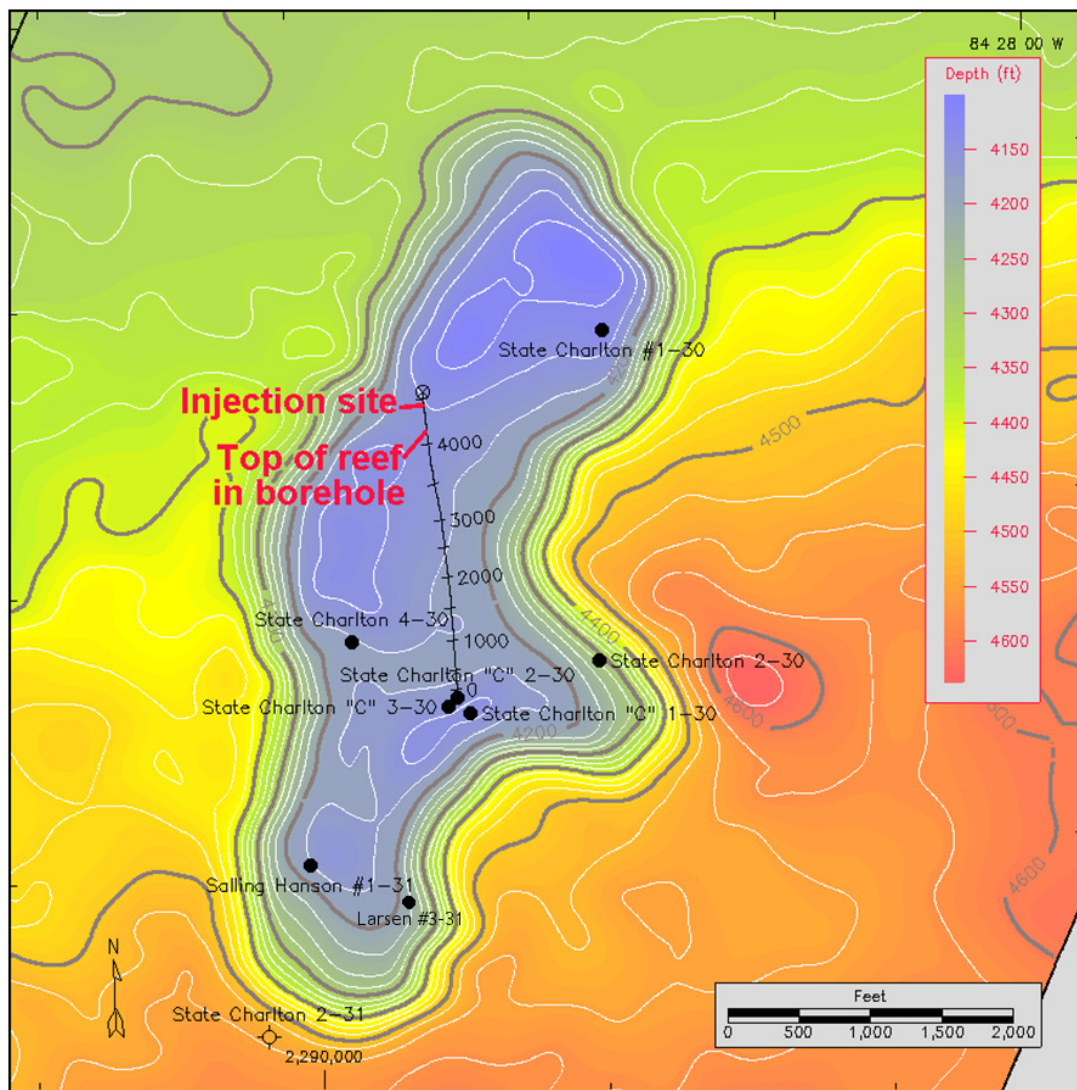 84 28 00 W
Depth (ft)
4150
4200
4250
4300
4350
4400
4450
4500
4550
4600
State Charlton #1-30
Injection site
4500
Top of reef
in borehole
4000
3000
2000
1000
0
State Charlton 4-30
4400
State Charlton 2-30
State Charlton "C" 2-30
State Charlton "C" 3-30
State Charlton "C" 1-30
4200
4600
4600
Salling Hanson #1-31
Larsen #3-31
N
State Charlton 2-31
2,290,000
Feet
0
500
1,000
1,500
2,000